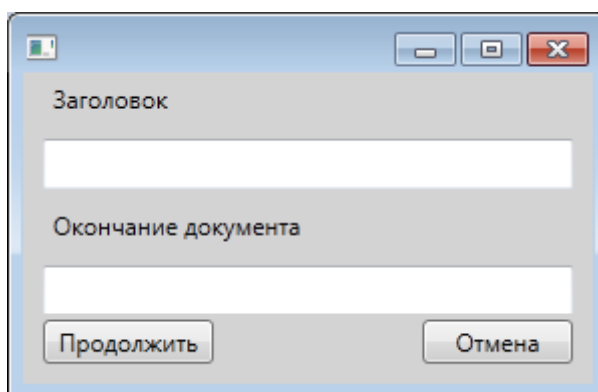 Заголовок
Окончание документа
Продолжить Отмена